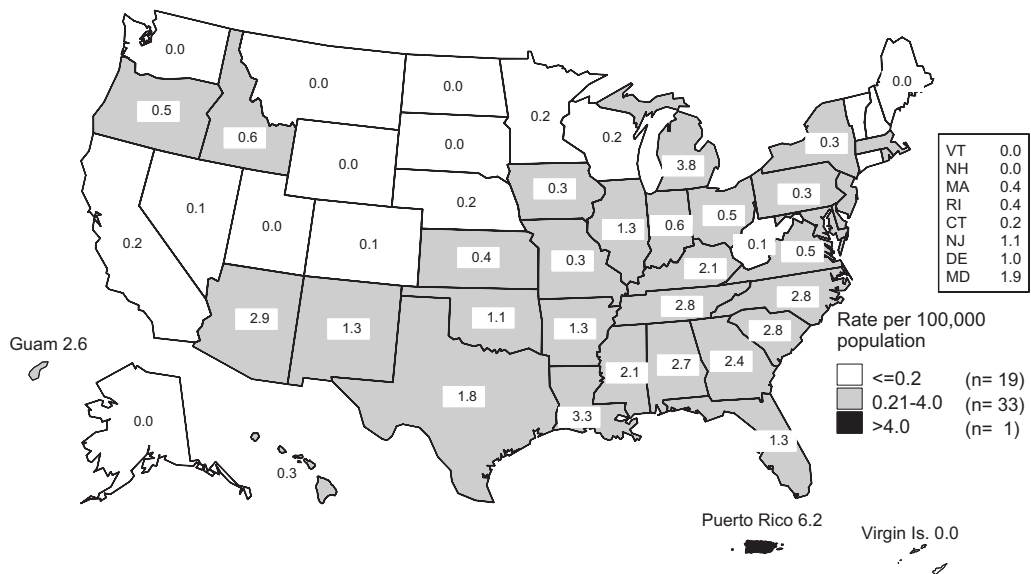 0.0
0.0
0.0
0.0
0.5
0.2
0.6
0.0
0.2
0.3
0.0
3.8
0.3
0.3
0.1
0.2
0.5
0.0
1.3
0.6
0.2
0.1
0.4
0.3
2.1
0.1
0.5
2.9
1.3
1.1
1.3
2.8
2.8
2.8
1.8
3.3
2.1
2.7
2.4
1.3
VT 0.0
NH 0.0
MA 0.4
RI 0.4
CT 0.2
NJ 1.1
DE 1.0
MD 1.9
Rate per 100,000
population
<=0.2 (n= 19)
0.21-4.0 (n= 33)
>4.0 (n= 1)
Guam 2.6
0.0
0.3
Puerto Rico 6.2
Virgin Is. 0.0